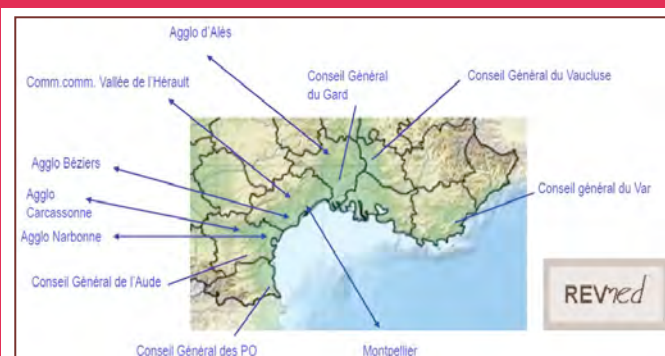 Agglo d'Alés
Comm.comm. Vallée de l'Hérault
Conseil Général
du Gard
Conseil Général du Vaucluse
Agglo Béziers
Agglo
Carcassonne
Conseil général du Var
Agglo Narbonne
Conseil Général de l'Aude
REVmed
Conseil Général des PO
Montpellier